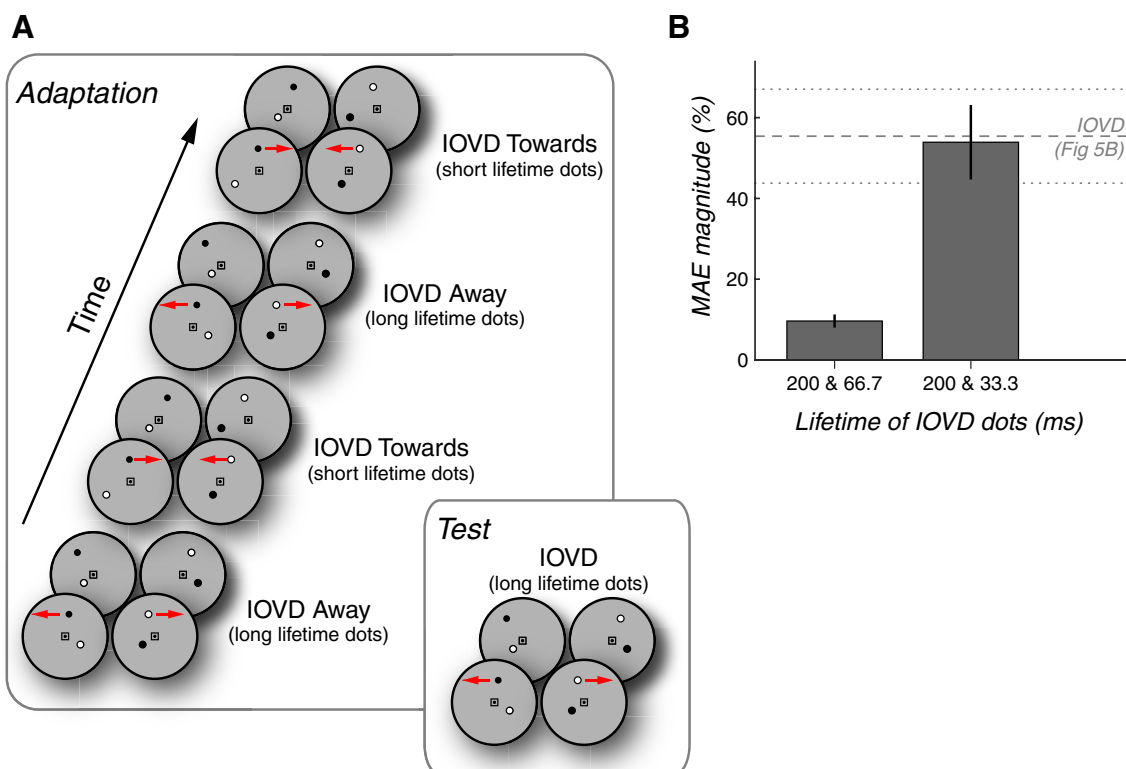 A
Adaptation
Time
IOVD Towards
(short lifetime dots)
IOVD Away
(long lifetime dots)
IOVD Towards
(short lifetime dots)
IOVD Away
(long lifetime dots)
Test
IOVD
(long lifetime dots)
B
MAE magnitude (%)
60
40
20
0
IOVD
(Fig 5B)
200 & 66.7
200 & 33.3
Lifetime of IOVD dots (ms)